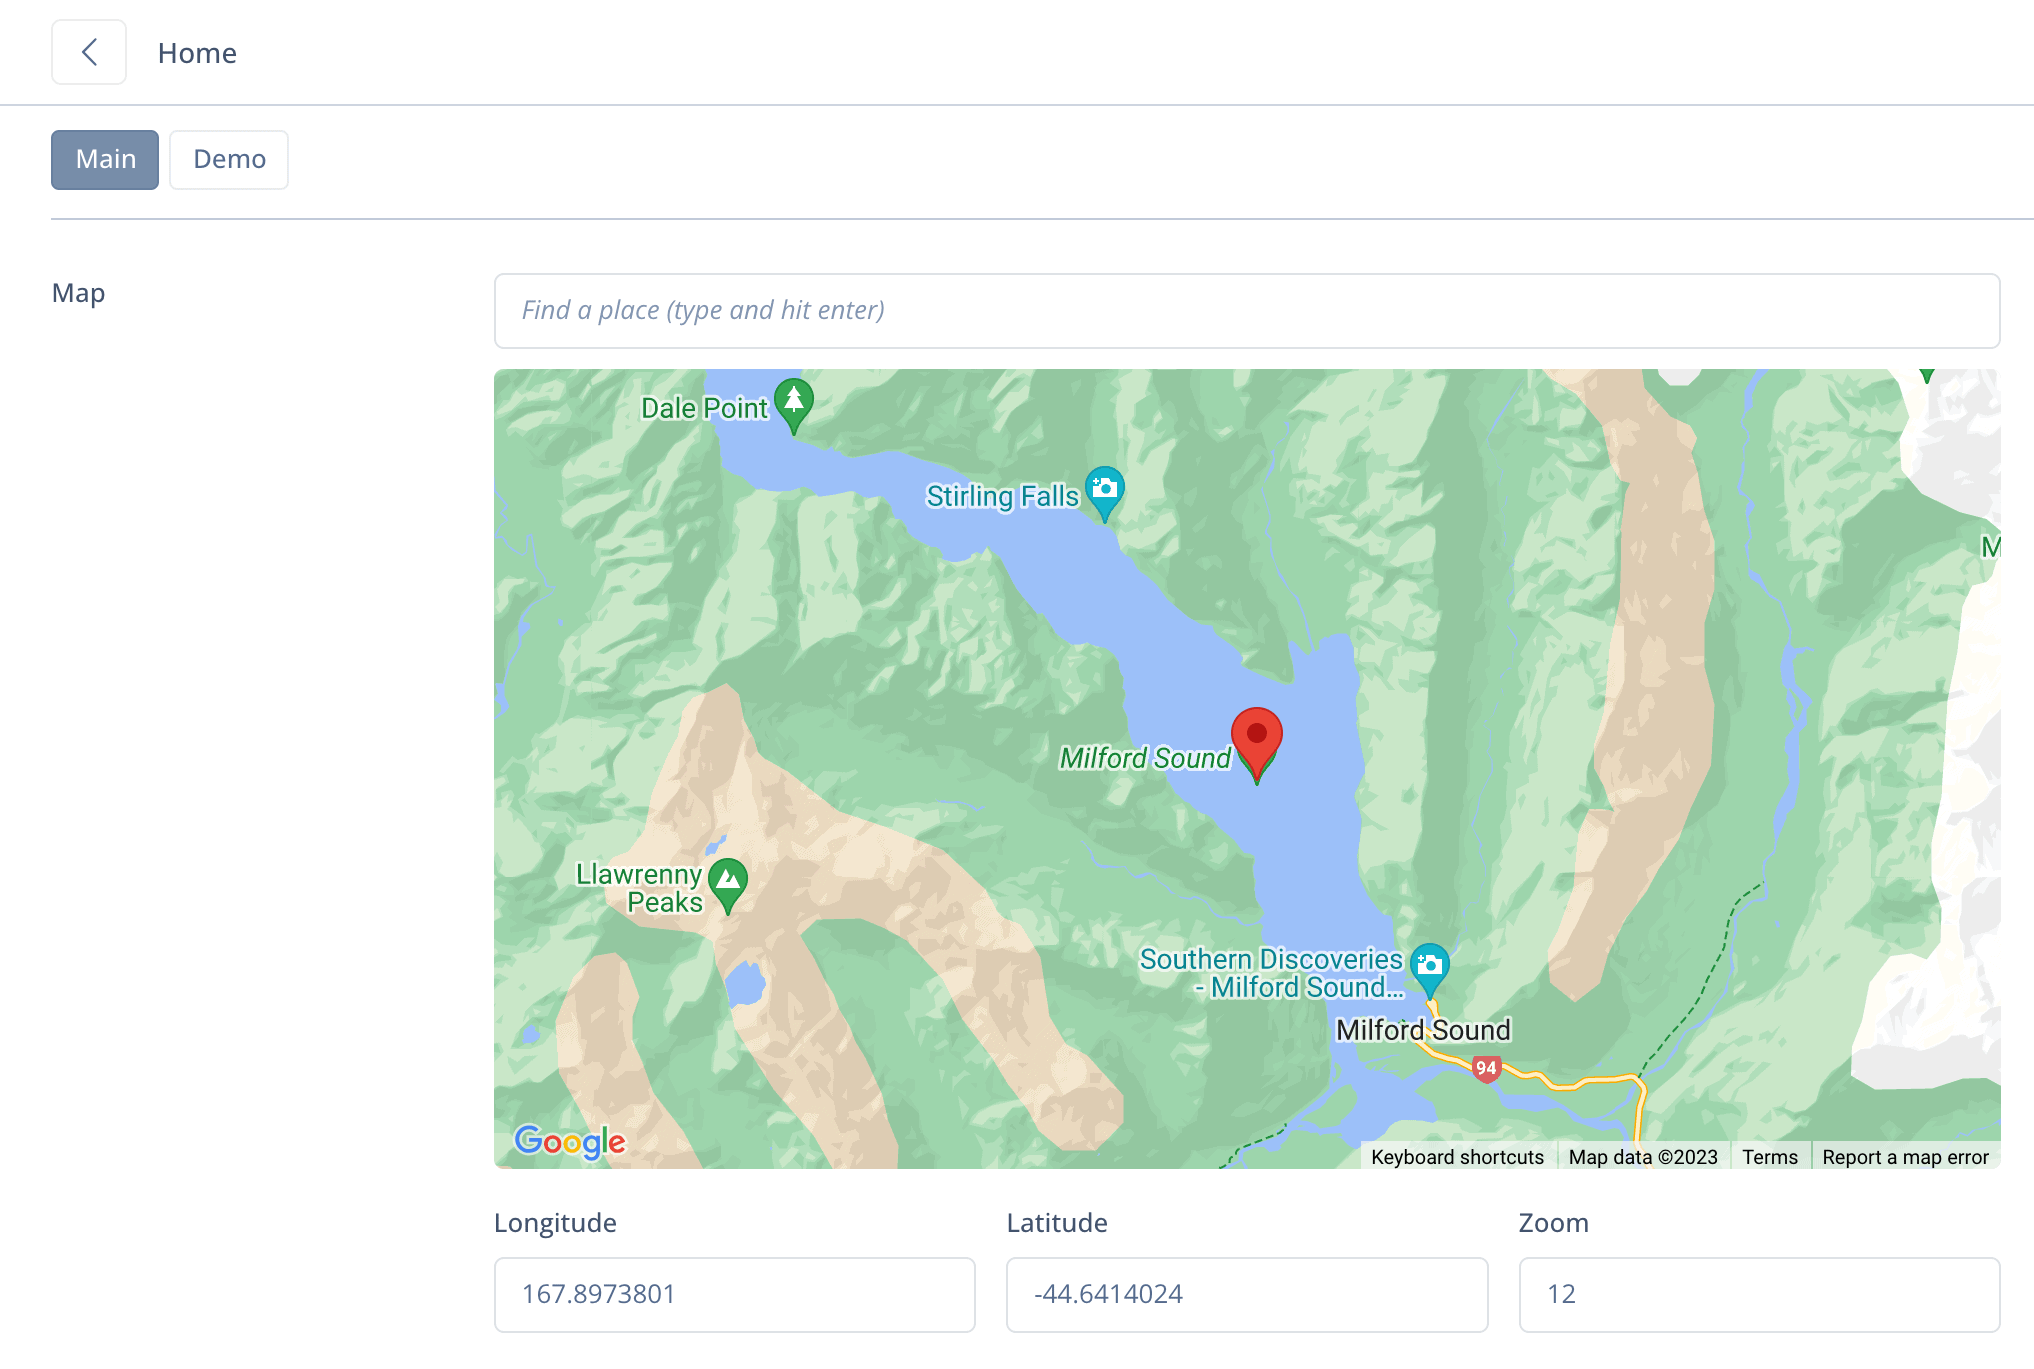 Home
Main
Demo
Map
Find a place (type and hit enter)
Dale Point
Stirling Falls
M
Milford Sound
Llawrenny
Peaks
Southern Discoveries
- Milford Sound...
Milford Sound
94
Google
Keyboard shortcuts
Map data ©2023
Terms
Report a map error
Longitude
Latitude
Zoom
167.8973801
-44.6414024
12